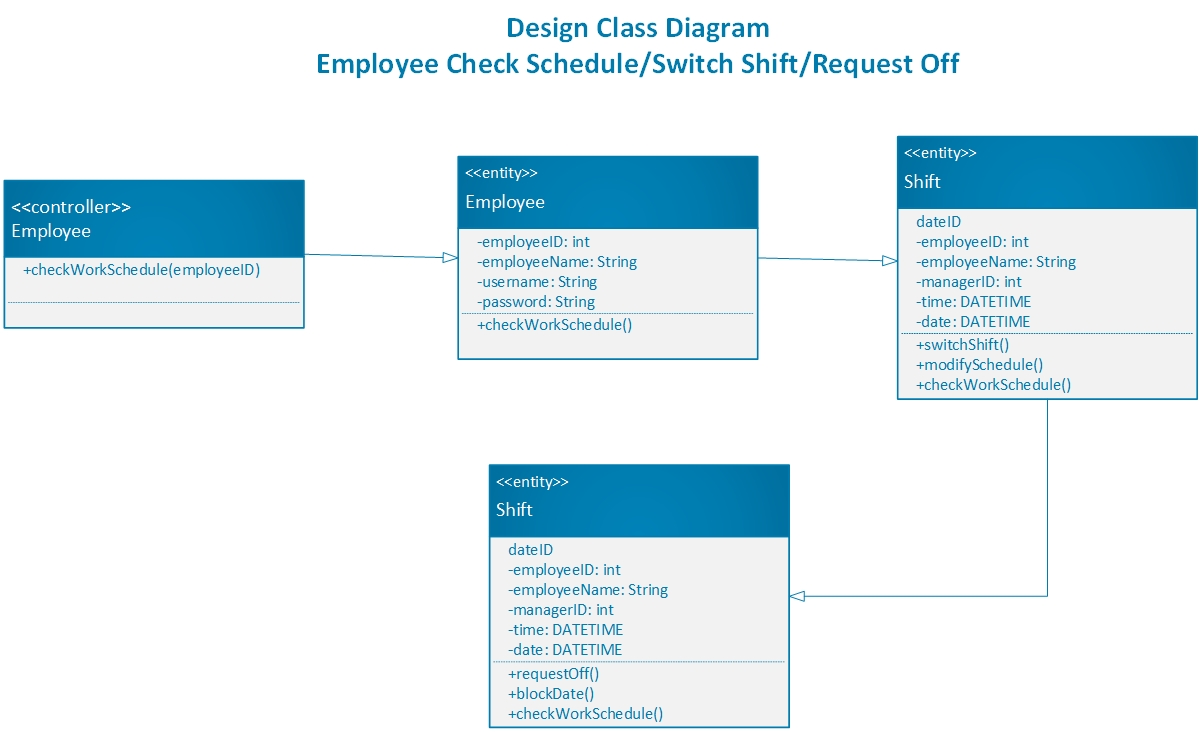 Design Class Diagram
Employee Check Schedule/Switch Shift/Request Off
<<controller>>
Employee
+checkWorkSchedule(employeeID)
<<entity>>
Employee
-employeeID: int
-employeeName: String
-username: String
-password: String
+checkWorkSchedule()
<<entity>>
Shift
dateID
-employeeID: int
-employeeName: String
-managerID: int
-time: DATETIME
-date: DATETIME
+switchShift()
+modifySchedule()
+checkWorkSchedule()
<<entity>>
Shift
dateID
-employeeID: int
-employeeName: String
-managerID: int
-time: DATETIME
-date: DATETIME
+requestOff()
+blockDate()
+checkWorkSchedule()